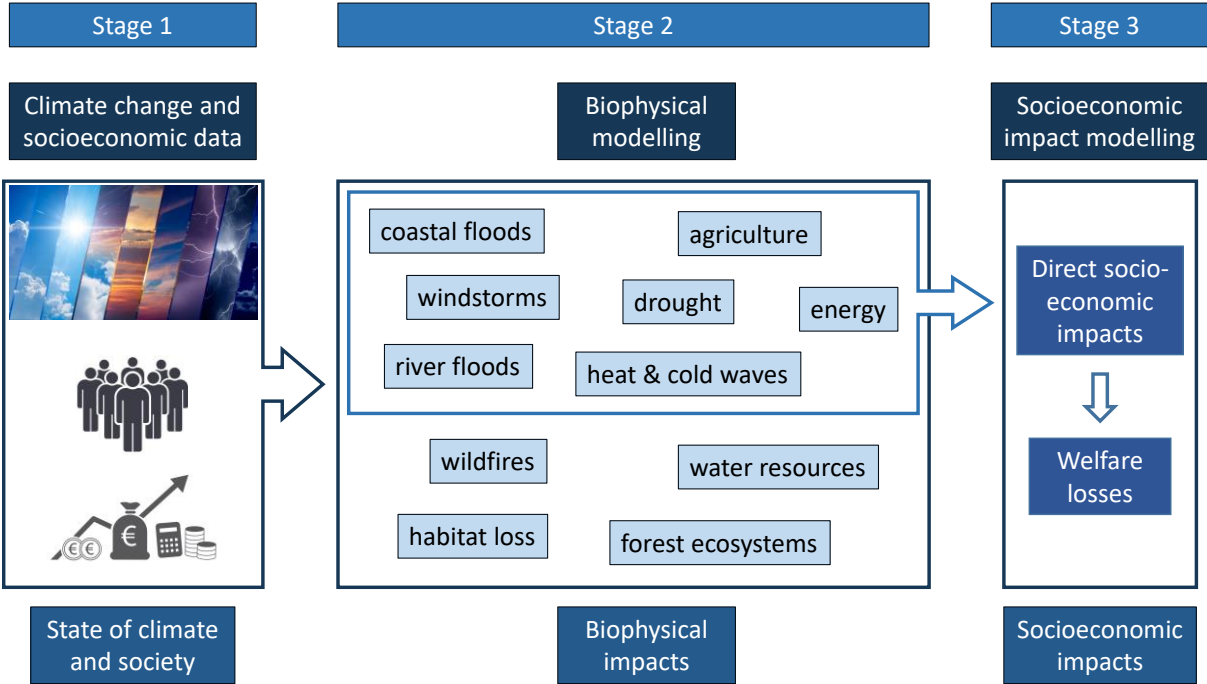 Stage 1
Stage 2
Stage 3
Climate change and
socioeconomic data
Biophysical
modelling
Socioeconomic
impact modelling
coastal floods
agriculture
windstorms
drought
energy
river floods
heat & cold waves
wildfires
water resources
habitat loss
forest ecosystems
€€
€
Direct socio-
economic
impacts
Welfare
losses
State of climate
and society
Biophysical
impacts
Socioeconomic
impacts